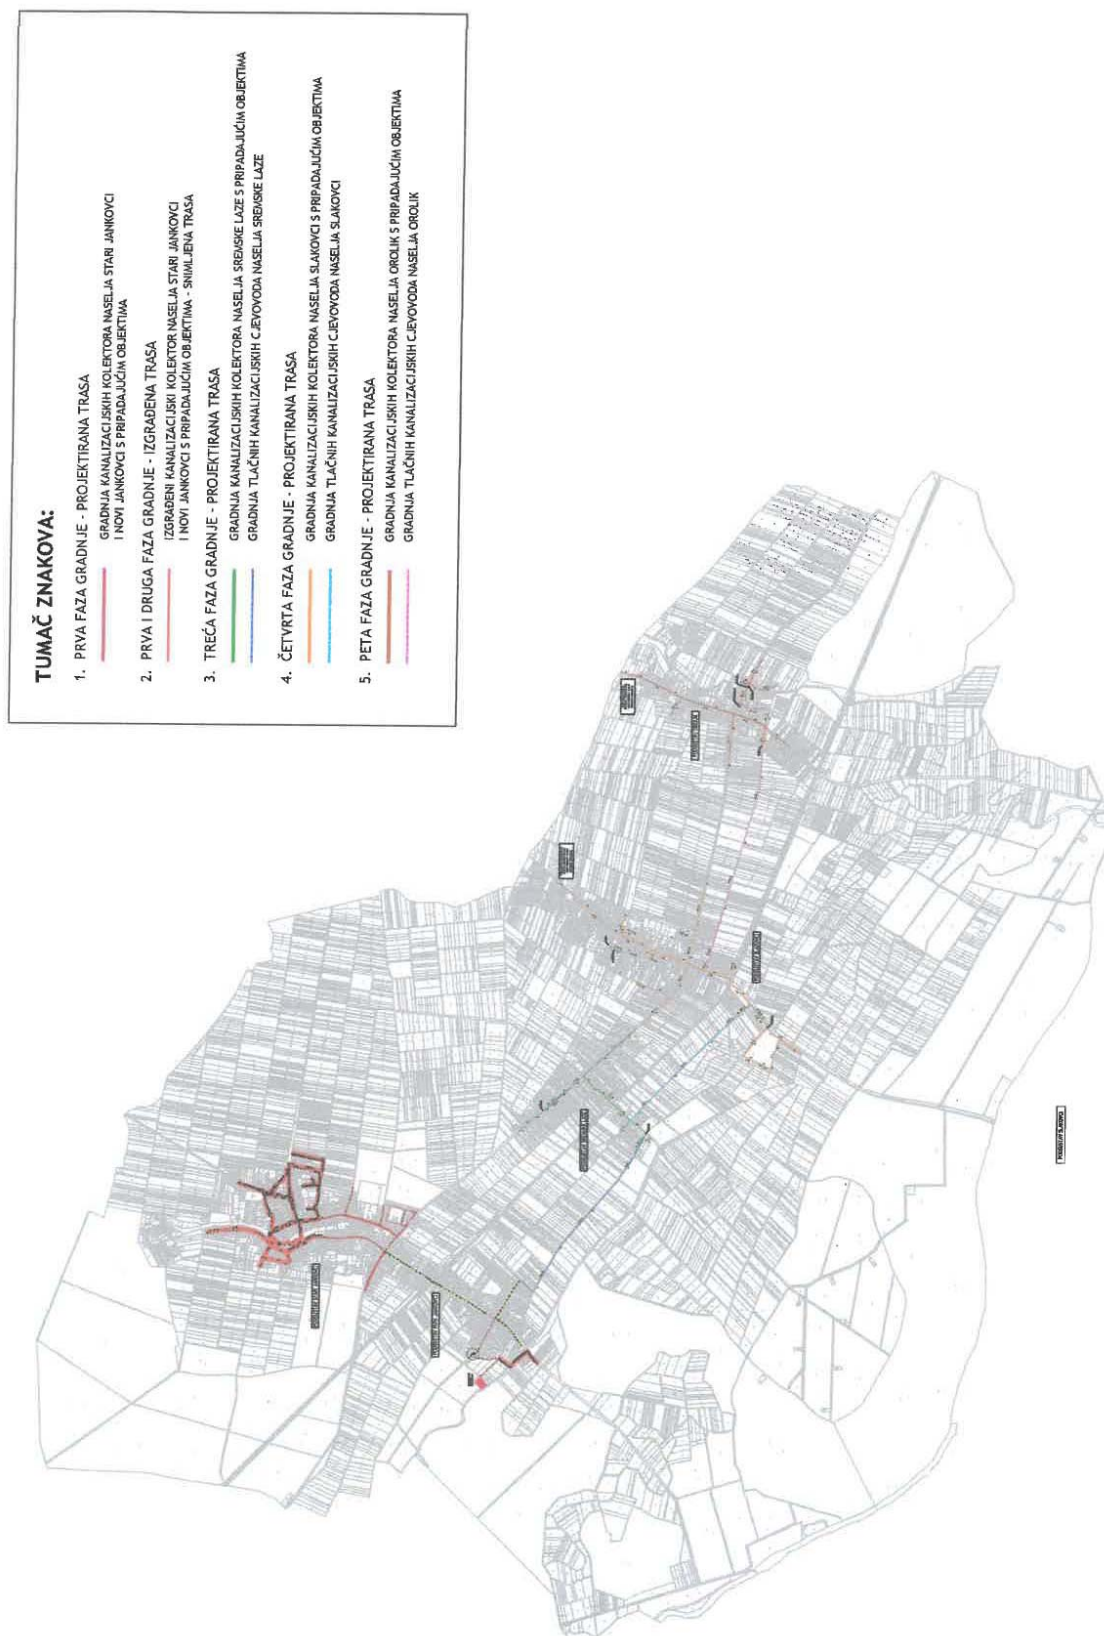 TUMAČ ZNAKOVA:
1. PRVA FAZA GRADNJE - PROJEKTIRANA TRASA
GRADNJA KANALIZACIJSKIH KOLEKTORA NASELJA STARI JANKOVCI
I NOVI JANKOVCI S PRIPADAJUĆIM OBJEKTIMA
2. PRVA I DRUGA FAZA GRADNJE - IZGRAĐENA TRASA
IZGRAĐENI KANALIZACIJSKI KOLEKTOR NASELJA STARI JANKOVCI
I NOVI JANKOVCI S PRIPADAJUĆIM OBJEKTIMA - SNIMLJENA TRASA
3. TREĆA FAZA GRADNJE - PROJEKTIRANA TRASA
GRADNJA KANALIZACIJSKIH KOLEKTORA NASELJA SREMSKE LAZE S PRIPADAJUĆIM OBJEKTIMA
GRADNJA TLAČNIH KANALIZACIJSKIH CJEVOVODA NASELJA SREMSKE LAZE
4. ČETVRTA FAZA GRADNJE - PROJEKTIRANA TRASA
GRADNJA KANALIZACIJSKIH KOLEKTORA NASELJA SLAKOVCI S PRIPADAJUĆIM OBJEKTIMA
GRADNJA TLAČNIH KANALIZACIJSKIH CJEVOVODA NASELJA SLAKOVCI
5. PETA FAZA GRADNJE - PROJEKTIRANA TRASA
GRADNJA KANALIZACIJSKIH KOLEKTORA NASELJA OROLIK S PRIPADAJUĆIM OBJEKTIMA
GRADNJA TLAČNIH KANALIZACIJSKIH CJEVOVODA NASELJA OROLIK